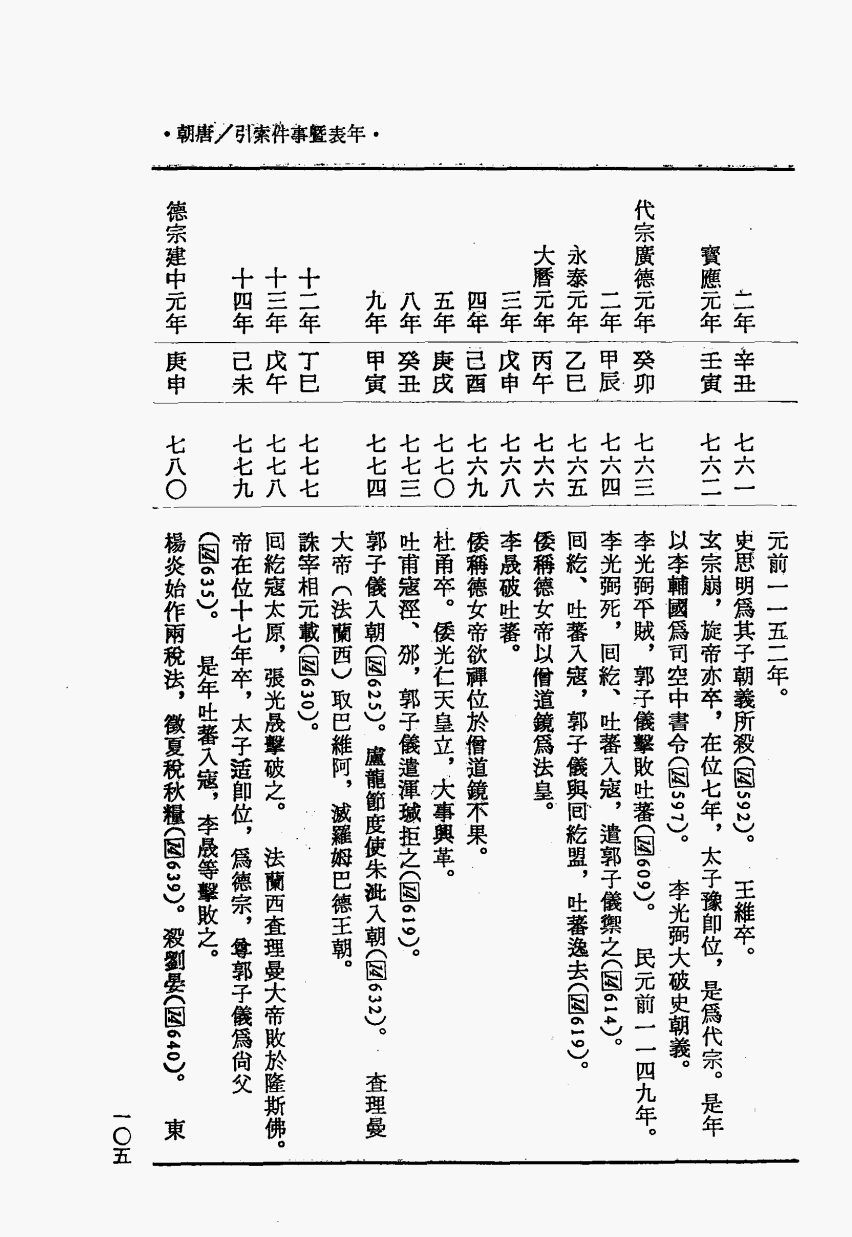 ·朝唐／引索件事暨表年·
元前一一五二年。
二年 辛丑 七六一 史思明為其子朝義所殺(14592)。 王維卒。
寶應元年 壬寅 七六二 玄宗崩，旋帝亦卒，在位七年，太子豫即位，是為代宗。是年
以李輔國為司空中書令(14597)。 李光弼大破史朝義。
代宗廣德元年 癸卯 七六三 李光弼平賊，郭子儀擊敗吐蕃(14609)。 民元前一一四九年。
二年 甲辰 七六四 李光弼死，回紇、吐蕃入寇，遣郭子儀禦之(14614)。
永泰元年 乙巳 七六五 回紇、吐蕃入寇，郭子儀與回紇盟，吐蕃逸去(14619)。
大曆元年 丙午 七六六 倭稱德女帝以僧道鏡為法皇。
三年 戊申 七六八 李晟破吐蕃。
四年 己酉 七六九 倭稱德女帝欲禪位於僧道鏡不果。
五年 庚戌 七七〇 杜甬卒。倭光仁天皇立，大事興革。
八年 癸丑 七七三 吐甫寇涇、邠，郭子儀遣渾瑊拒之(14619)。
九年 甲寅 七七四 郭子儀入朝(14625)。盧龍節度使朱泚入朝(14632)。 查理曼
大帝（法蘭西）取巴維阿，滅羅姆巴德王朝。
十二年 丁巳 七七七 誅宰相元載(14630)。
十三年 戊午 七七八 回紇寇太原，張光晟擊破之。 法蘭西查理曼大帝敗於隆斯佛。
十四年 己未 七七九 帝在位十七年卒，太子适即位，為德宗，尊郭子儀為尚父
(14635)。 是年吐蕃入寇，李晟等擊敗之。
德宗建中元年 庚申 七八〇 楊炎始作兩稅法，徵夏稅秋糧(14639)。殺劉晏(14640)。 東
一〇五